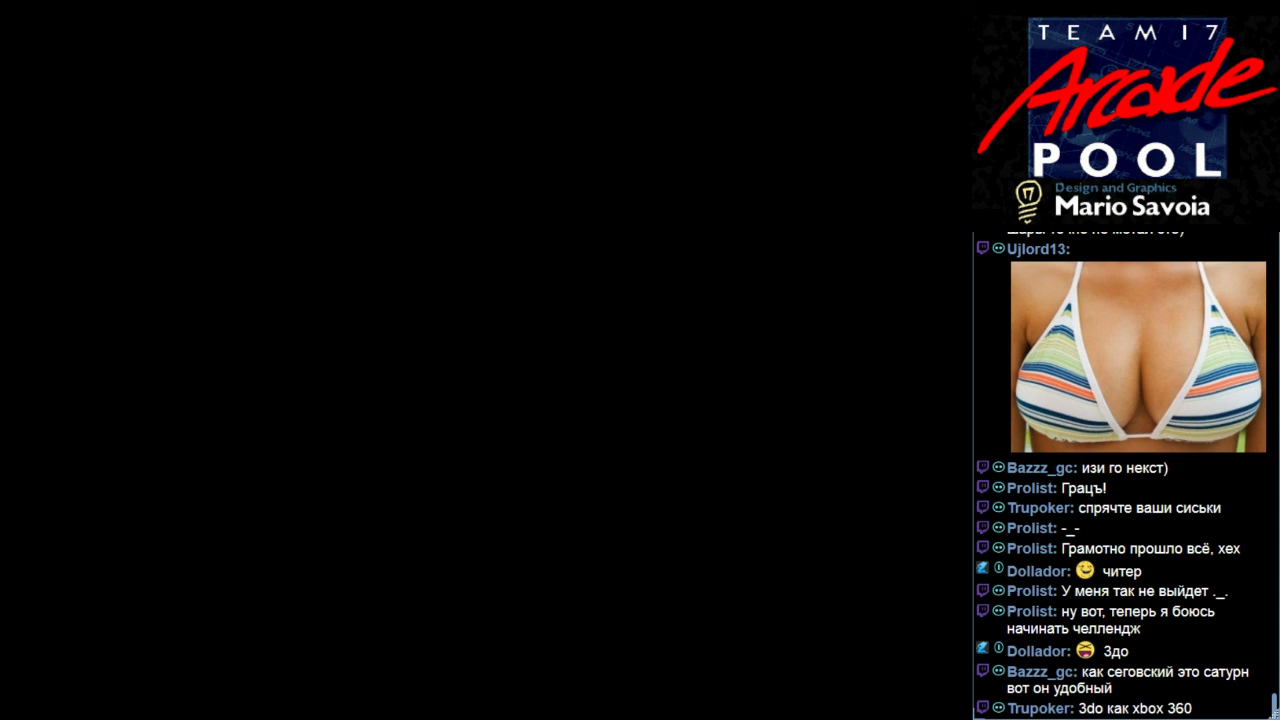 TEAM17
Arcade
POOL
17
Design and Graphics
Mario Savoia
Ujlord13:
Bazzz_gc: изи го некст)
Prolist: Грацъ!
Trupoker: спрячте ваши сиськи
Prolist: -_-
Prolist: Грамотно прошло всё, хех
Dollador: читер
Prolist: У меня так не выйдет ._.
Prolist: ну вот, теперь я боюсь
начинать челлендж
Dollador: 3до
Bazzz_gc: как сеговский это сатурн
вот он удобный
Trupoker: 3do как xbox 360